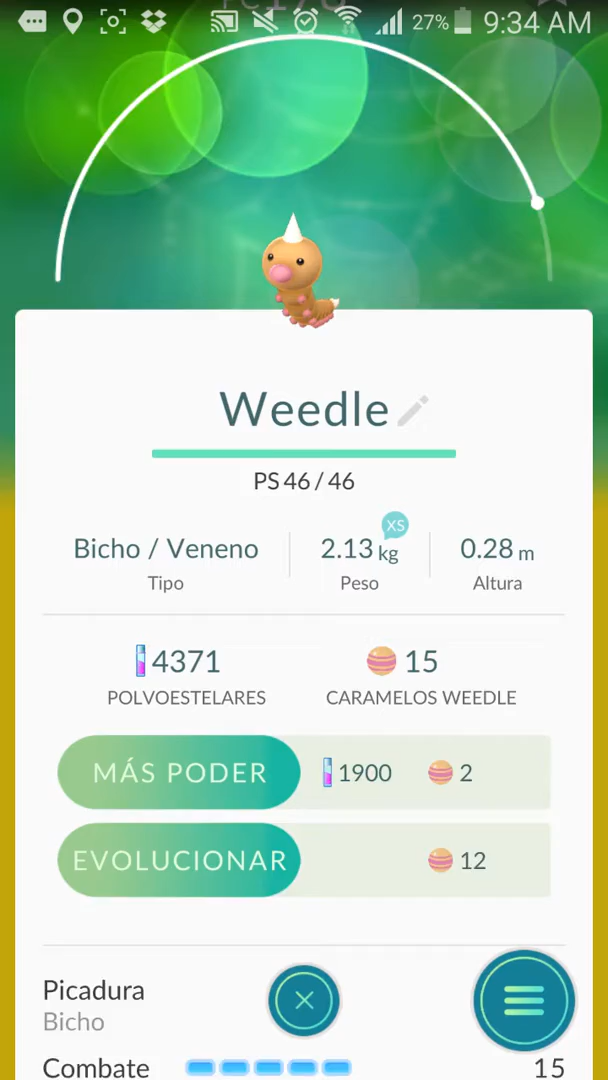 27% 9:34 AM
Weedle
PS 46 / 46
XS
Bicho / Veneno 2.13 kg 0.28 m
Tipo Peso Altura
4371 15
POLVOESTELARES CARAMELOS WEEDLE
MÁS PODER 1900 2
EVOLUCIONAR 12
Picadura
Bicho
Combate 15